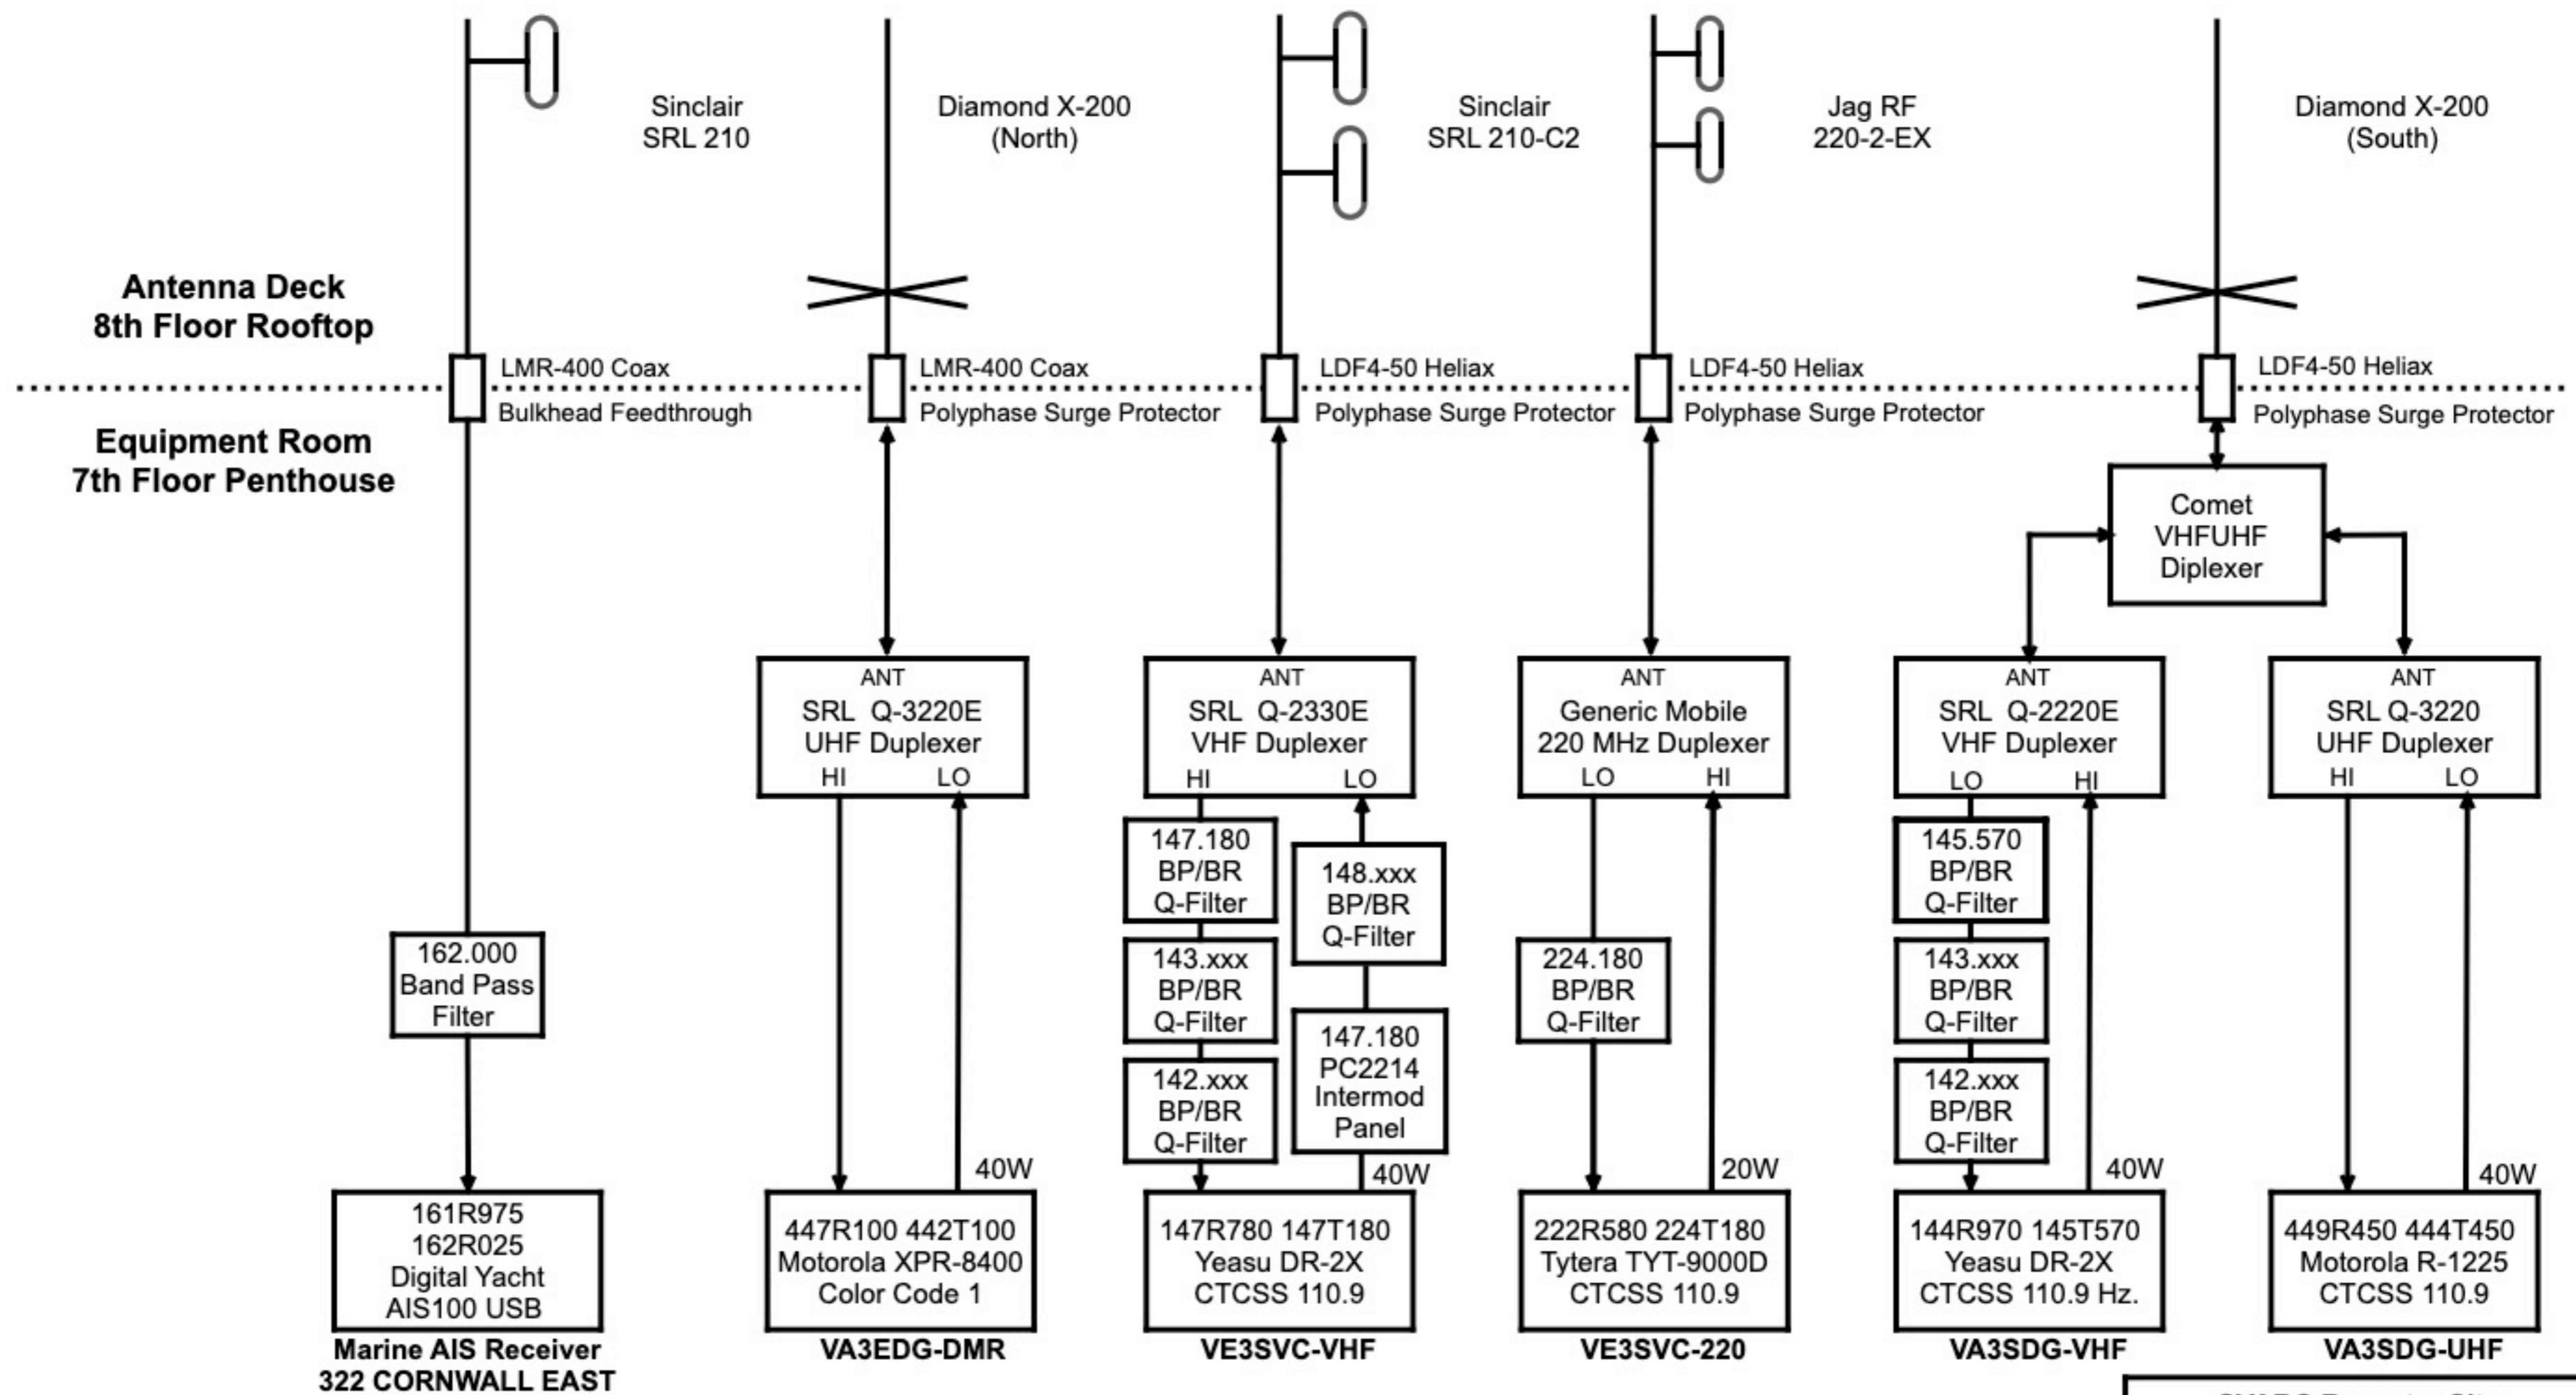 Sinclair
SRL 210
Diamond X-200
(North)
Sinclair
SRL 210-C2
Jag RF
220-2-EX
Diamond X-200
(South)
Antenna Deck
8th Floor Rooftop
LMR-400 Coax
Bulkhead Feedthrough
LMR-400 Coax
Polyphase Surge Protector
LDF4-50 Heliax
Polyphase Surge Protector
LDF4-50 Heliax
Polyphase Surge Protector
LDF4-50 Heliax
Polyphase Surge Protector
Equipment Room
7th Floor Penthouse
Comet
VHFUHF
Diplexer
ANT
SRL Q-3220E
UHF Duplexer
HI LO
ANT
SRL Q-2330E
VHF Duplexer
HI LO
ANT
Generic Mobile
220 MHz Duplexer
LO HI
ANT
SRL Q-2220E
VHF Duplexer
LO HI
ANT
SRL Q-3220
UHF Duplexer
HI LO
162.000
Band Pass
Filter
147.180
BP/BR
Q-Filter
143.xxx
BP/BR
Q-Filter
142.xxx
BP/BR
Q-Filter
148.xxx
BP/BR
Q-Filter
147.180
PC2214
Intermod
Panel
224.180
BP/BR
Q-Filter
145.570
BP/BR
Q-Filter
143.xxx
BP/BR
Q-Filter
142.xxx
BP/BR
Q-Filter
40W
40W
20W
40W
40W
161R975
162R025
Digital Yacht
AIS100 USB
Marine AIS Receiver
322 CORNWALL EAST
447R100 442T100
Motorola XPR-8400
Color Code 1
VA3EDG-DMR
147R780 147T180
Yeasu DR-2X
CTCSS 110.9
VE3SVC-VHF
222R580 224T180
Tytera TYT-9000D
CTCSS 110.9
VE3SVC-220
144R970 145T570
Yeasu DR-2X
CTCSS 110.9 Hz.
VA3SDG-VHF
449R450 444T450
Motorola R-1225
CTCSS 110.9
VA3SDG-UHF